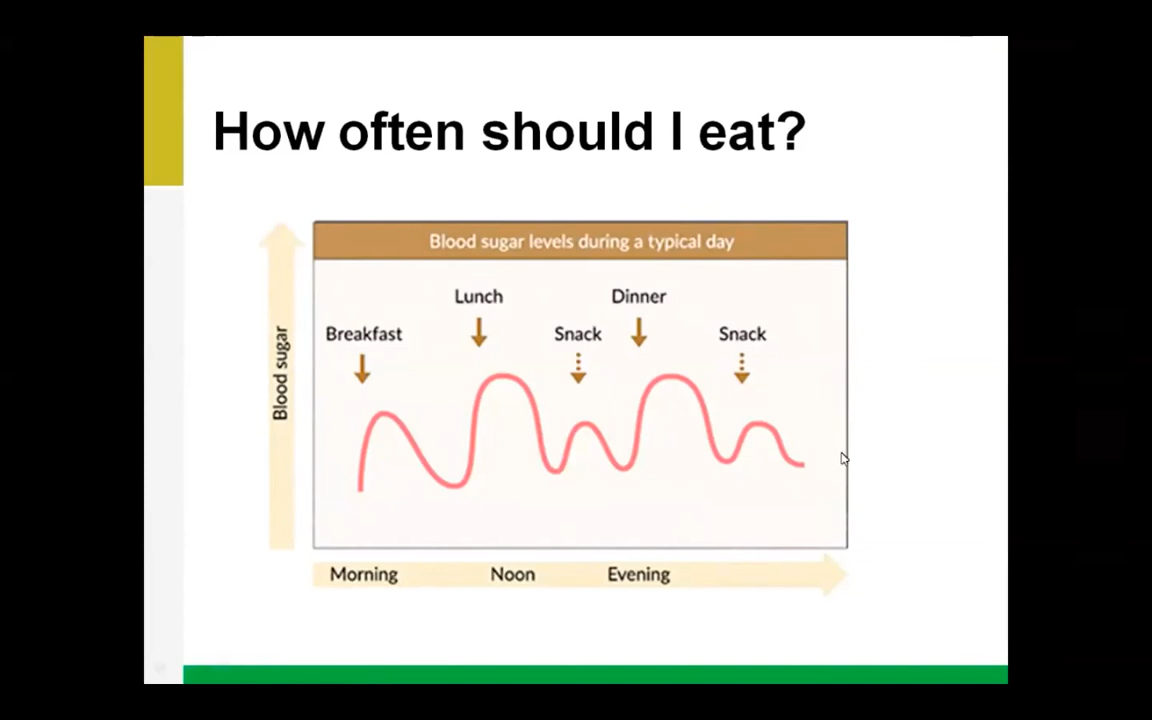 How often should I eat?
Blood sugar levels during a typical day
Lunch
Dinner
Breakfast
Snack
Snack
Blood sugar
Morning
Noon
Evening